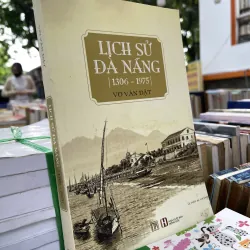 LỊCH SỬ
ĐÀ NẴNG
[1306 - 1975]
VÕ VĂN DẬT